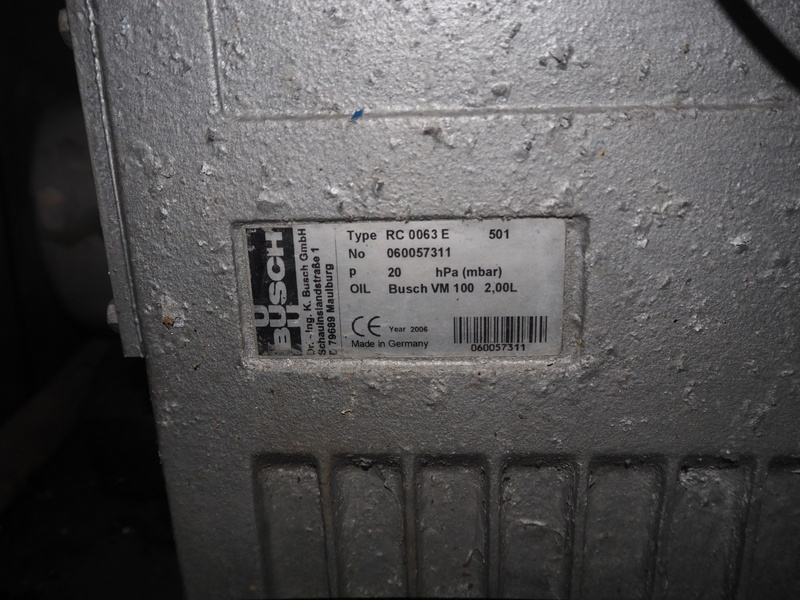 BUSCH
Dr. - Ing. K. Busch GmbH
Schauinslandstraße 1
D 79689 Maulburg
Type RC 0063 E 501
No 060057311
p 20 hPa (mbar)
OIL Busch VM 100 2,00L
CE Year 2006
Made in Germany
060057311